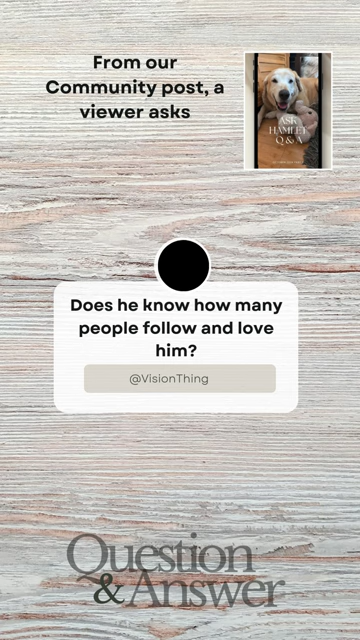 From our
Community post, a
viewer asks
ASK
HAMLET
Q & A
Does he know how many
people follow and love
him?
@VisionThing
Question
&Answer